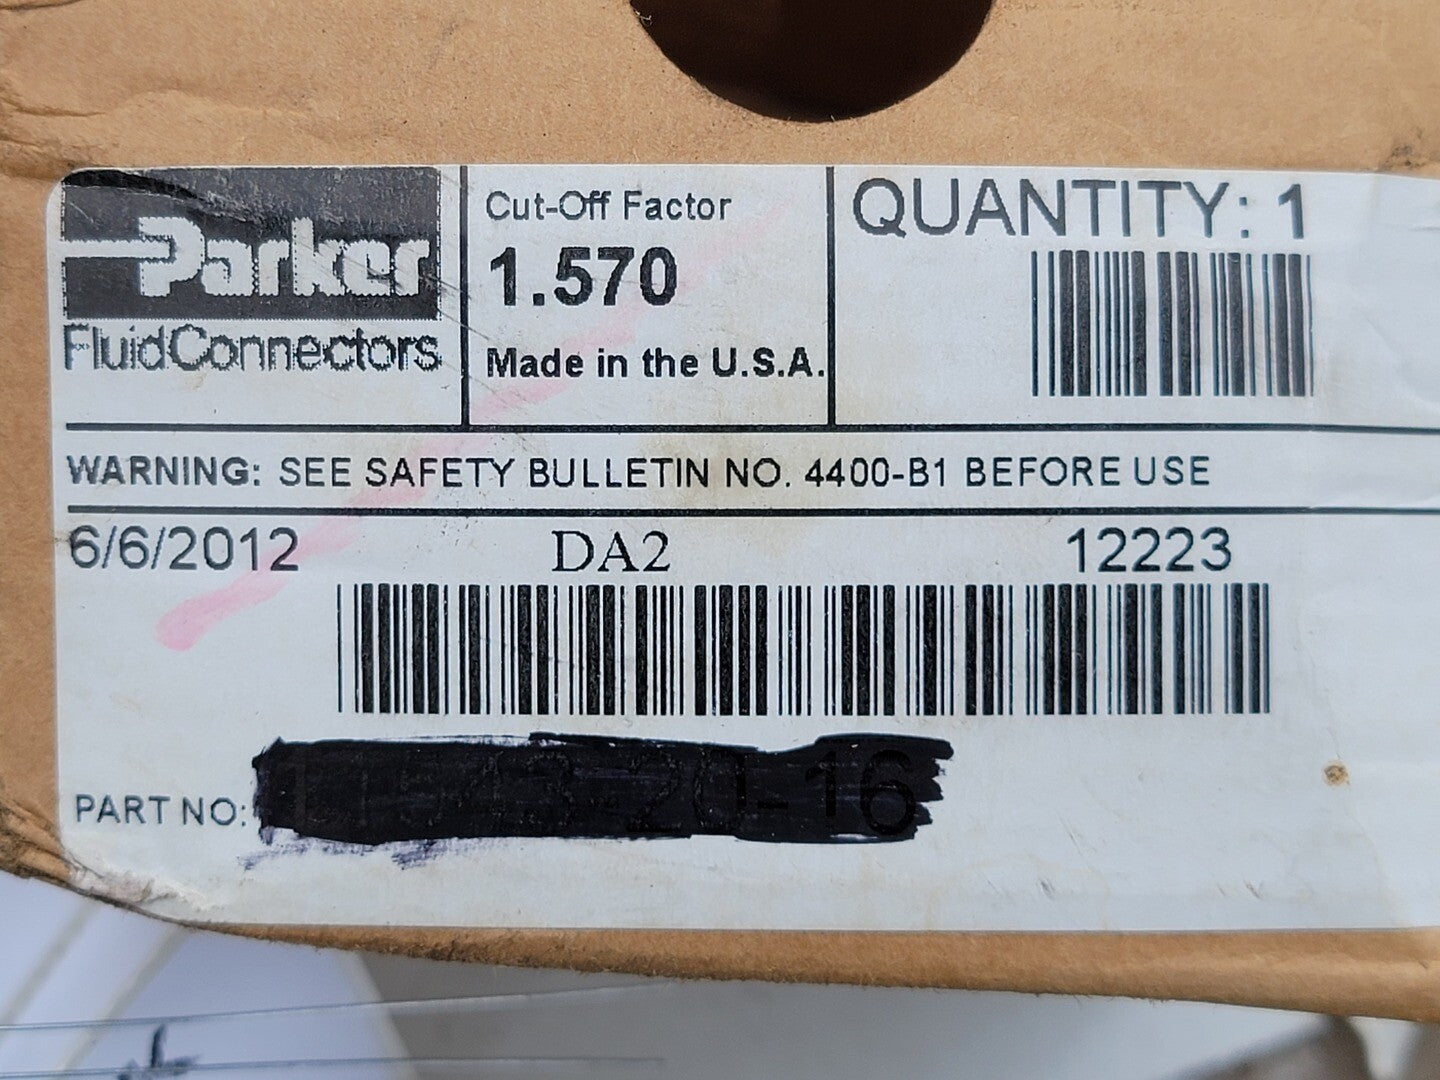 Parker
FluidConnectors
Cut-Off Factor
1.570
Made in the U.S.A.
QUANTITY: 1
WARNING: SEE SAFETY BULLETIN NO. 4400-B1 BEFORE USE
6/6/2012 DA2 12223
PART NO: